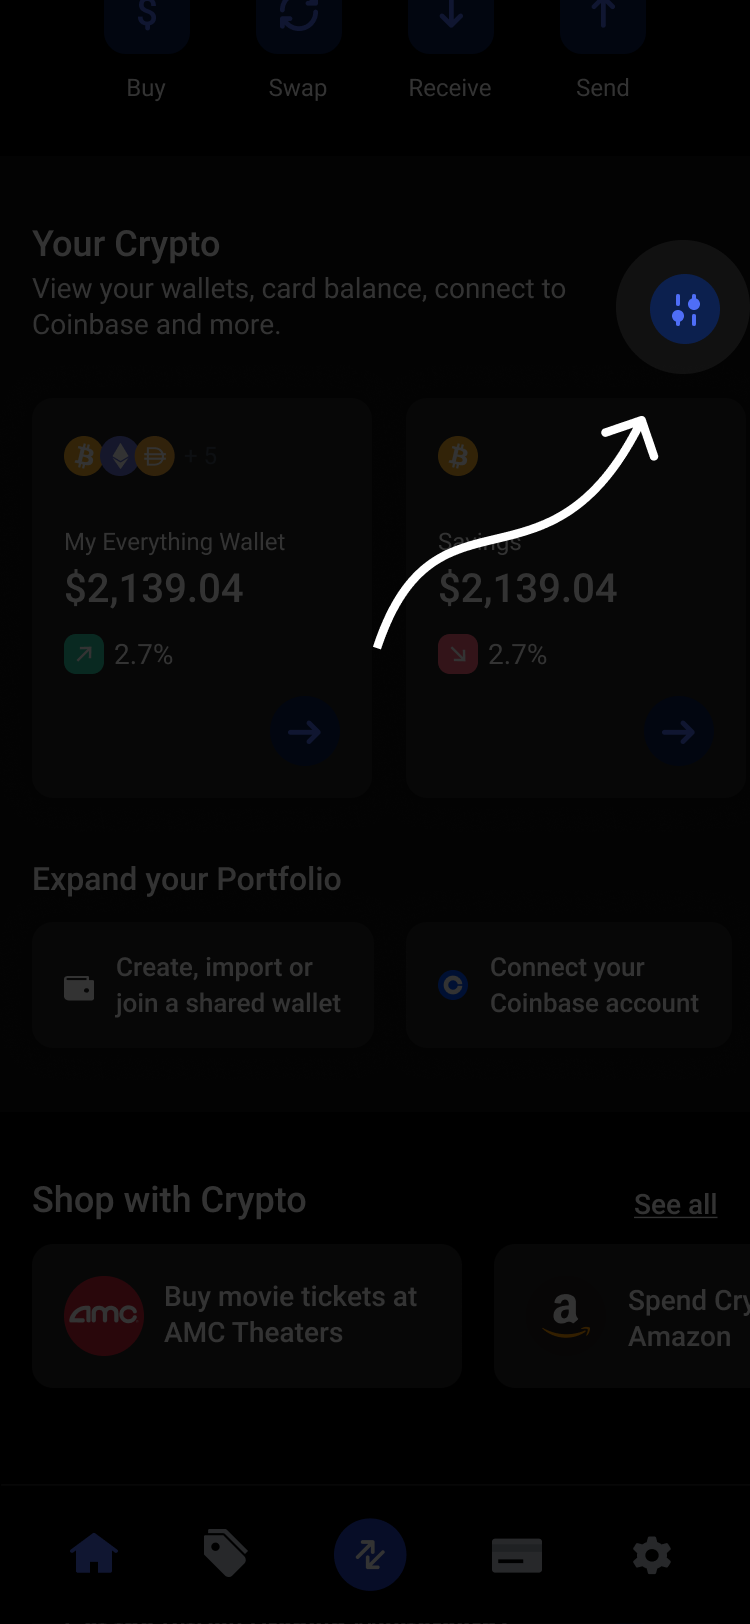 Buy
Swap
Receive
Send
Your Crypto
View your wallets, card balance, connect to
Coinbase and more.
+ 5
My Everything Wallet
$2,139.04
2.7%
Savings
$2,139.04
2.7%
Expand your Portfolio
Create, import or
join a shared wallet
Connect your
Coinbase account
Shop with Crypto
See all
amc
Buy movie tickets at
AMC Theaters
a
Spend Cry
Amazon